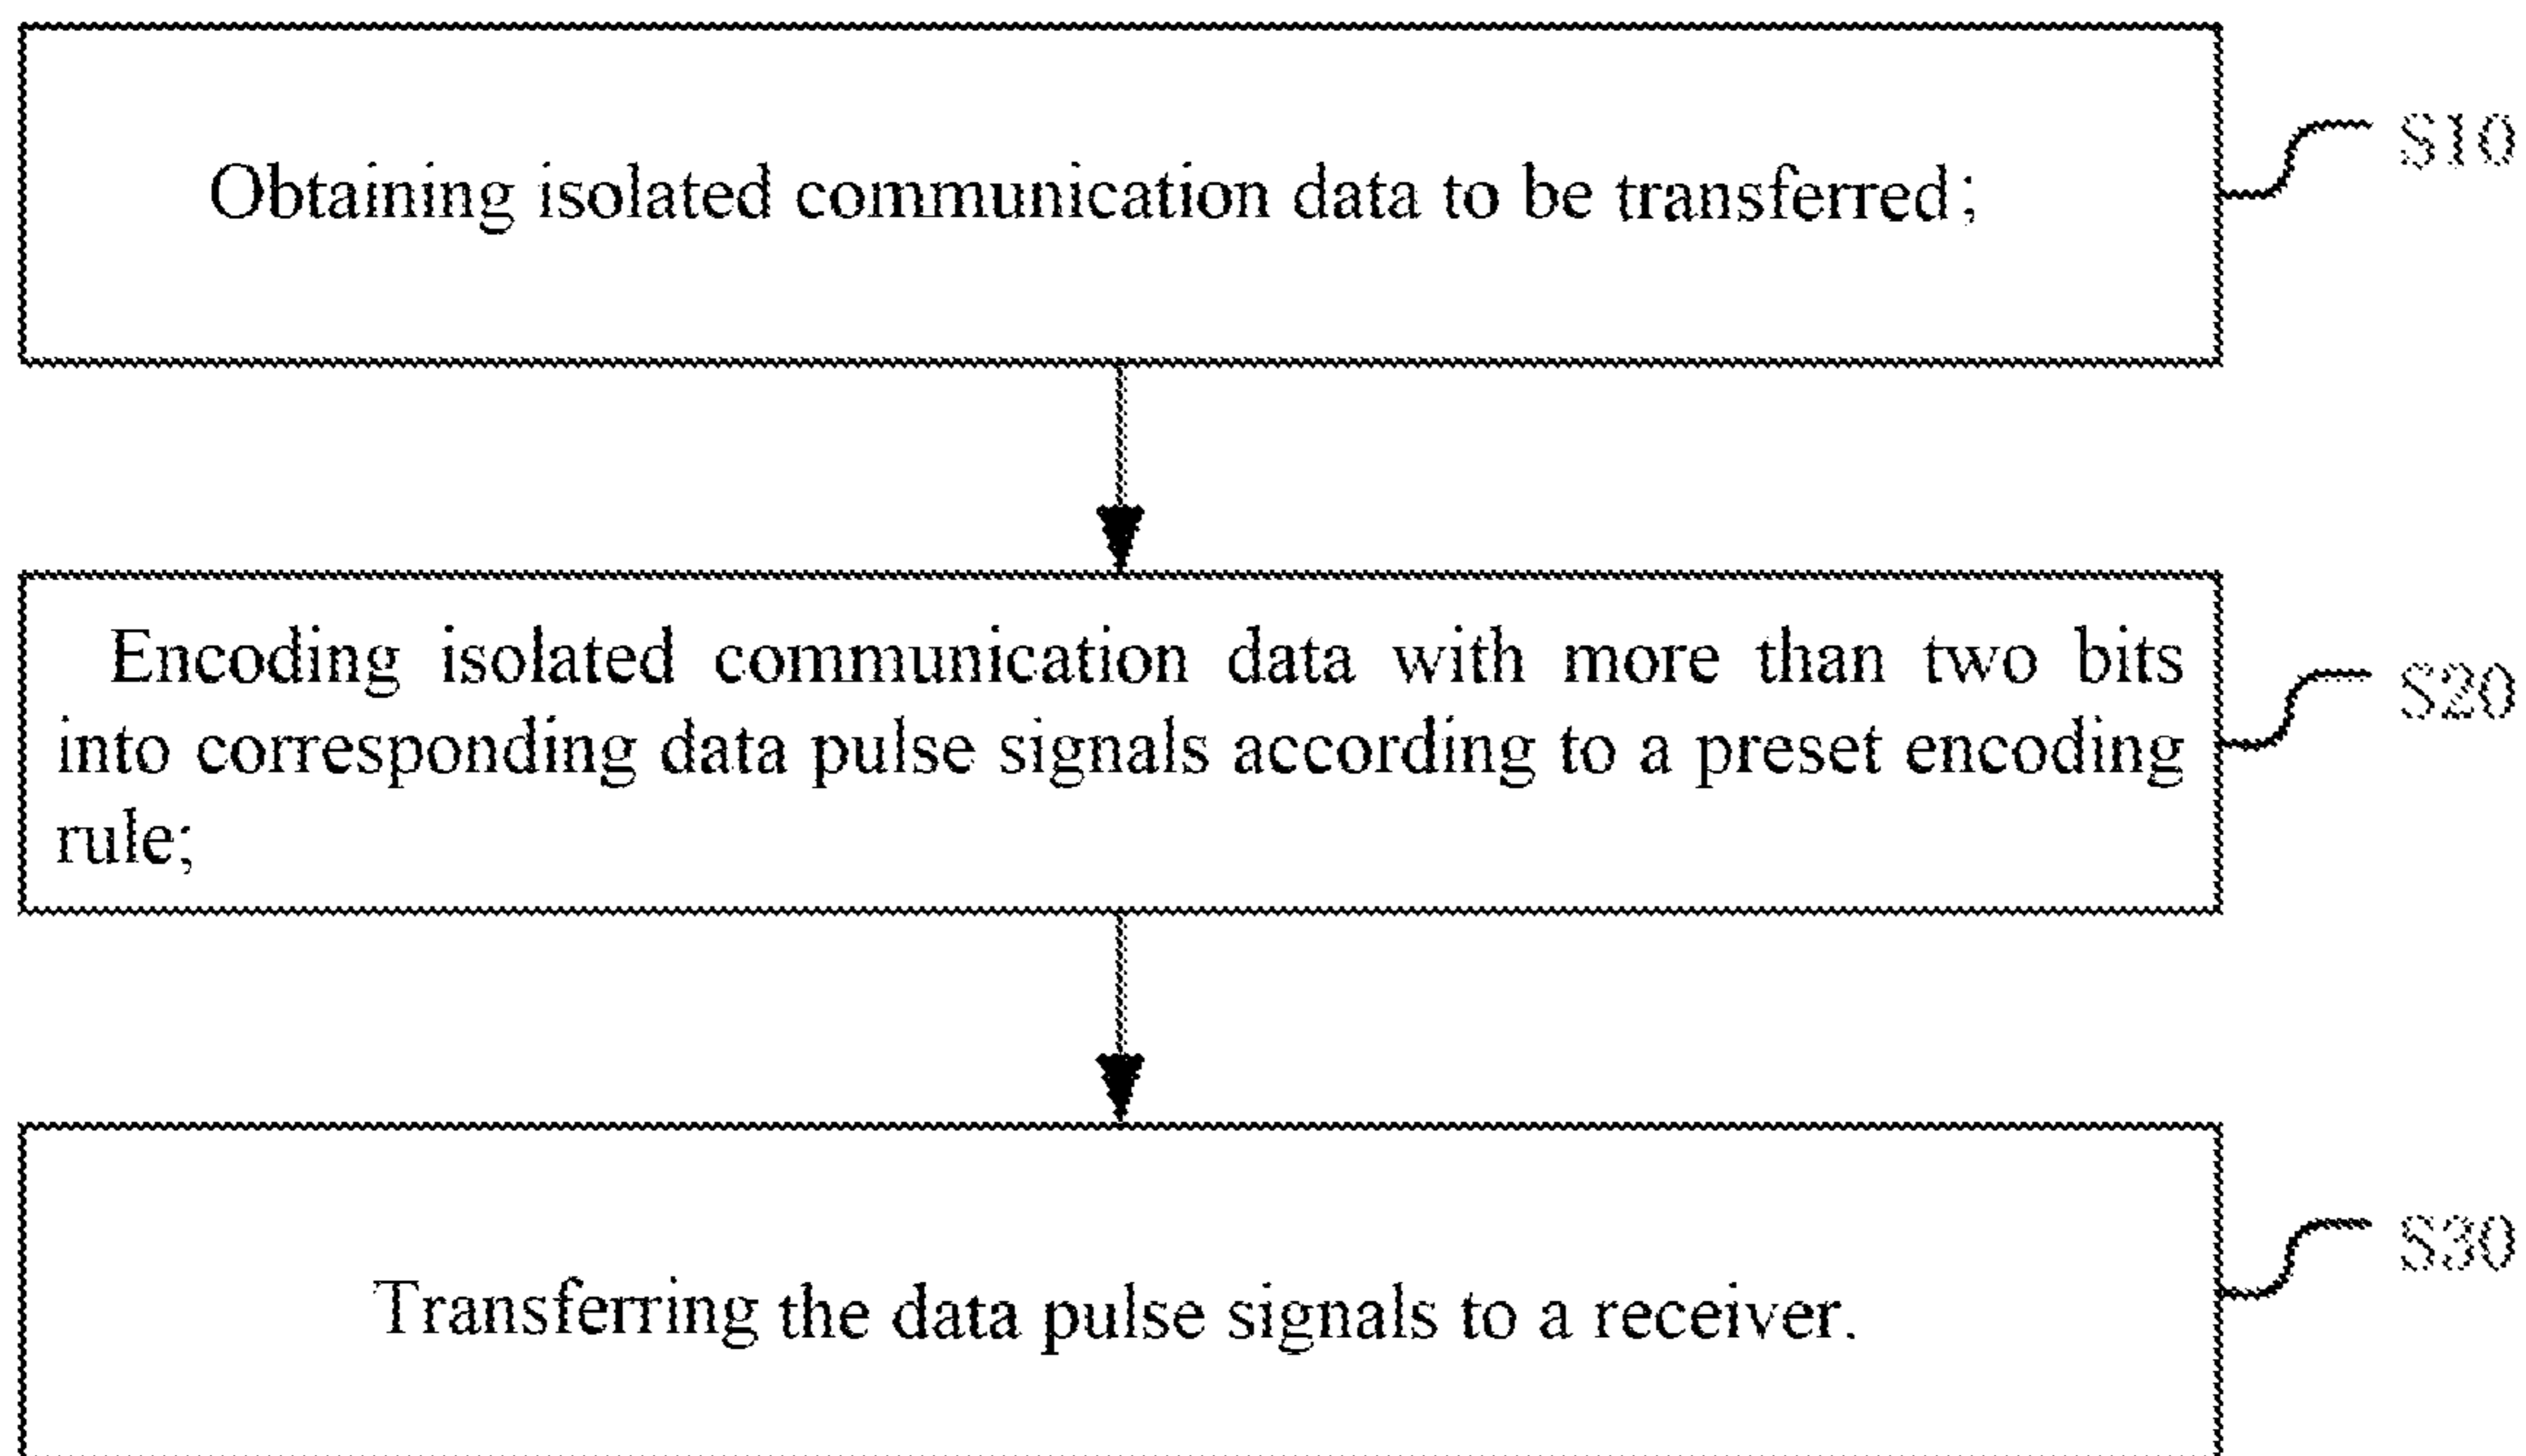 Obtaining isolated communication data to be transferred;
S10
Encoding isolated communication data with more than two bits
into corresponding data pulse signals according to a preset encoding
rule;
S20
Transferring the data pulse signals to a receiver.
S30